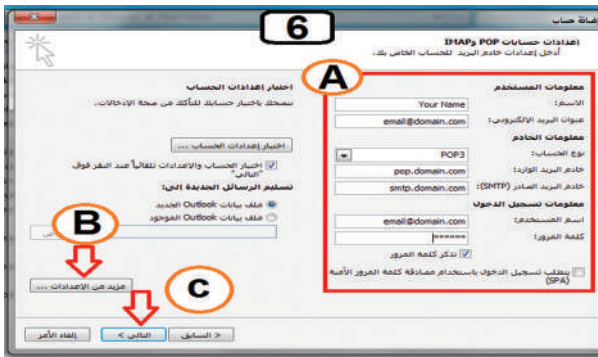 إضافة حساب
6
إعدادات حسابات POP وIMAP
أدخل إعدادات خادم البريد للحساب الخاص بك.
A
معلومات المستخدم
الاسم: Your Name
عنوان البريد الإلكتروني: email@domain.com
معلومات الخادم
نوع الحساب: POP3
خادم البريد الوارد: pop.domain.com
خادم البريد الصادر (SMTP): smtp.domain.com
معلومات تسجيل الدخول
اسم المستخدم: email@domain.com
كلمة المرور: ******
تذكر كلمة المرور
يتطلب تسجيل الدخول باستخدام مصادقة كلمة المرور الآمنة
(SPA)
اختبار إعدادات الحساب
ننصحك باختبار حسابك للتأكد من صحة الإدخالات.
اختبار إعدادات الحساب ...
اختبار الحساب والإعدادات تلقائياً عند النقر فوق
"التالي"
تسليم الرسائل الجديدة إلى:
ملف بيانات Outlook الجديد
ملف بيانات Outlook الموجود
B
مزيد من الإعدادات ...
C
< السابق
التالي >
إلغاء الأمر